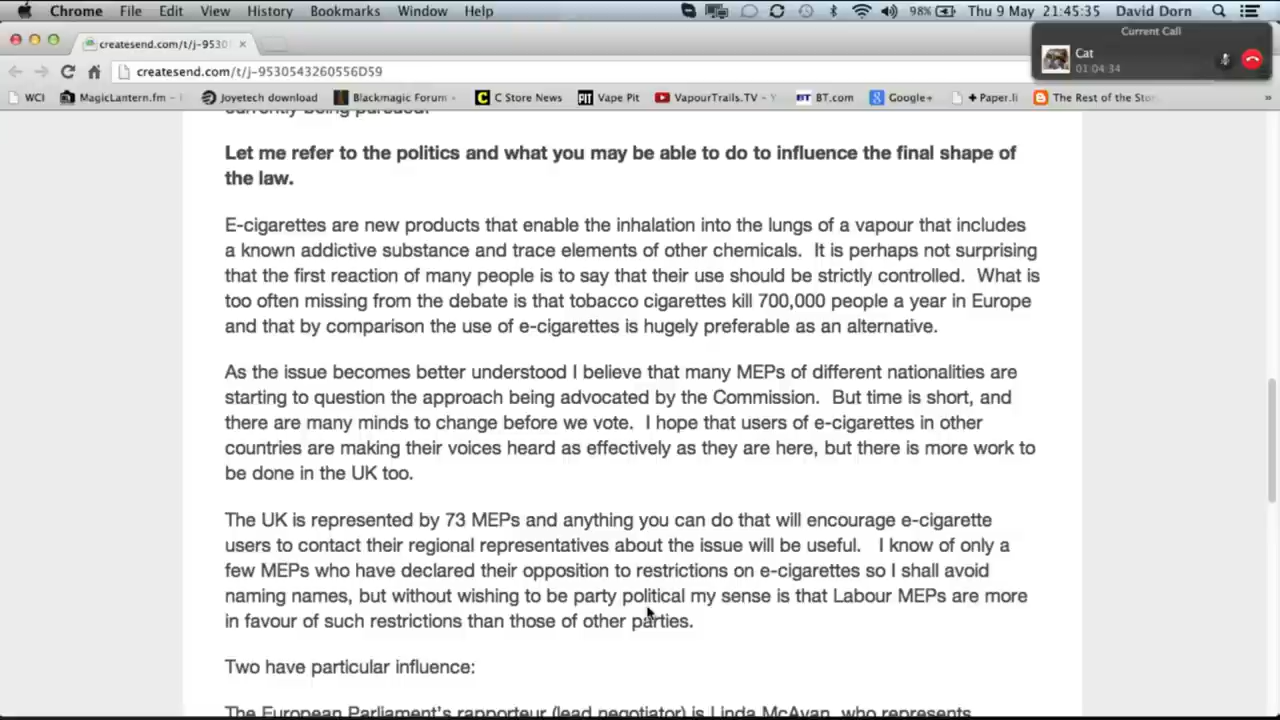 Chrome File Edit View History Bookmarks Window Help 98% Thu 9 May 21:45:35 David Dorn
Current Call
Cat
01:04:34
createsend.com/t/j-9530
createsend.com/t/j-9530543260556D59
WCI MagicLantern.fm - Joyetech download Blackmagic Forum - C Store News Vape Pit VapourTrails.TV - Y BT.com Google+ + Paper.li The Rest of the Sto
currently being pursued.
Let me refer to the politics and what you may be able to do to influence the final shape of
the law.
E-cigarettes are new products that enable the inhalation into the lungs of a vapour that includes
a known addictive substance and trace elements of other chemicals.  It is perhaps not surprising
that the first reaction of many people is to say that their use should be strictly controlled.  What is
too often missing from the debate is that tobacco cigarettes kill 700,000 people a year in Europe
and that by comparison the use of e-cigarettes is hugely preferable as an alternative.
As the issue becomes better understood I believe that many MEPs of different nationalities are
starting to question the approach being advocated by the Commission.  But time is short, and
there are many minds to change before we vote.  I hope that users of e-cigarettes in other
countries are making their voices heard as effectively as they are here, but there is more work to
be done in the UK too.
The UK is represented by 73 MEPs and anything you can do that will encourage e-cigarette
users to contact their regional representatives about the issue will be useful.   I know of only a
few MEPs who have declared their opposition to restrictions on e-cigarettes so I shall avoid
naming names, but without wishing to be party political my sense is that Labour MEPs are more
in favour of such restrictions than those of other parties.
Two have particular influence:
The European Parliament's rapporteur (lead negotiator) is Linda McAvan, who represents